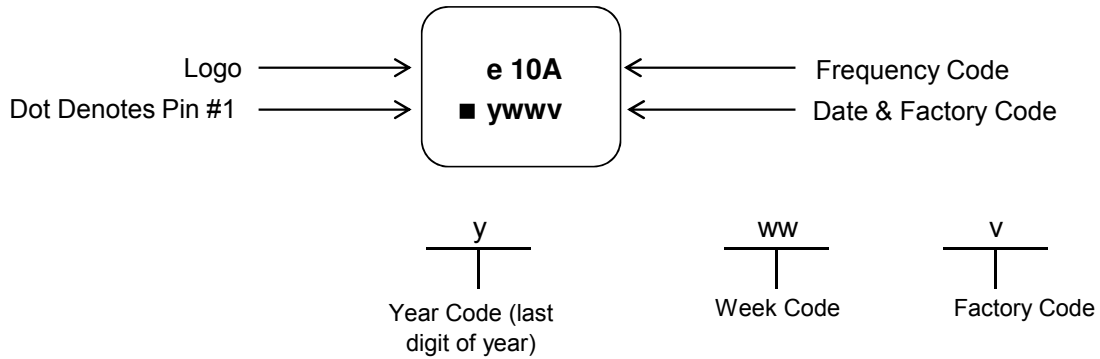 Logo
e 10A
Frequency Code
Dot Denotes Pin #1
■ ywwv
Date & Factory Code
y
ww
v
Year Code (last
digit of year)
Week Code
Factory Code